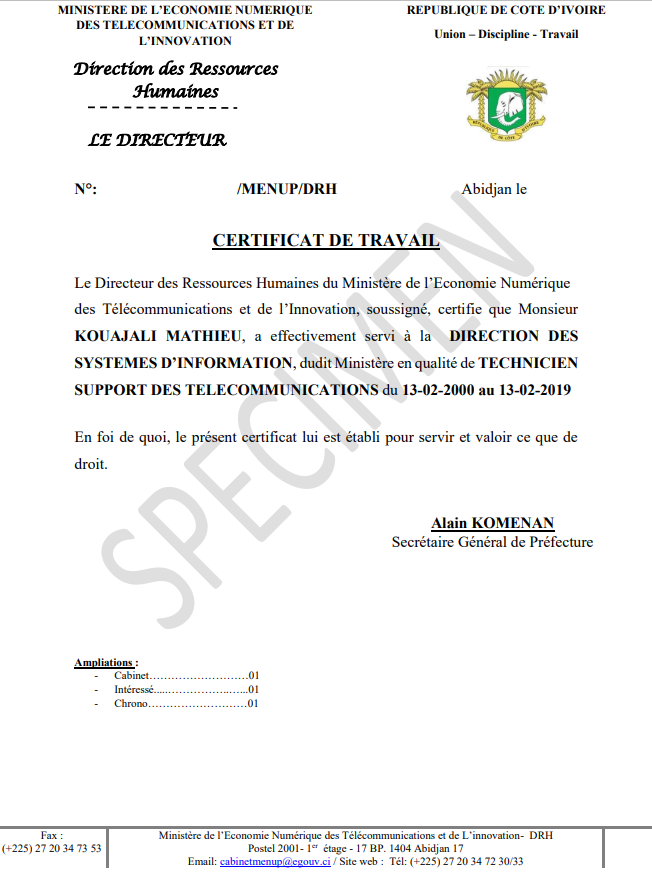 MINISTERE DE L’ECONOMIE NUMERIQUE
DES TELECOMMUNICATIONS ET DE
L’INNOVATION
Direction des Ressources
Humaines
LE DIRECTEUR
REPUBLIQUE DE COTE D’IVOIRE
Union – Discipline - Travail
N°: /MENUP/DRH Abidjan le
CERTIFICAT DE TRAVAIL
Le Directeur des Ressources Humaines du Ministère de l’Economie Numérique
des Télécommunications et de l’Innovation, soussigné, certifie que Monsieur
KOUAJALI MATHIEU, a effectivement servi à la DIRECTION DES
SYSTEMES D’INFORMATION, dudit Ministère en qualité de TECHNICIEN
SUPPORT DES TELECOMMUNICATIONS du 13-02-2000 au 13-02-2019
En foi de quoi, le présent certificat lui est établi pour servir et valoir ce que de
droit.
SPECIMEN
Alain KOMENAN
Secrétaire Général de Préfecture
Ampliations :
- Cabinet………………………01
- Intéressé....……………..…...01
- Chrono………………………01
Fax :
(+225) 27 20 34 73 53
Ministère de l’Economie Numérique des Télécommunications et de L’innovation- DRH
Postel 2001- 1er étage - 17 BP. 1404 Abidjan 17
Email: cabinetmenup@egouv.ci / Site web : Tél: (+225) 27 20 34 72 30/33